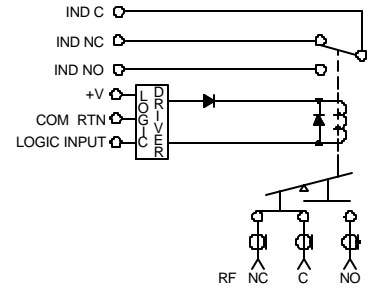 IND C
IND NC
IND NO
+V
COM RTN
LOGIC INPUT
LOGIC
DRIVER
RF NC C NO